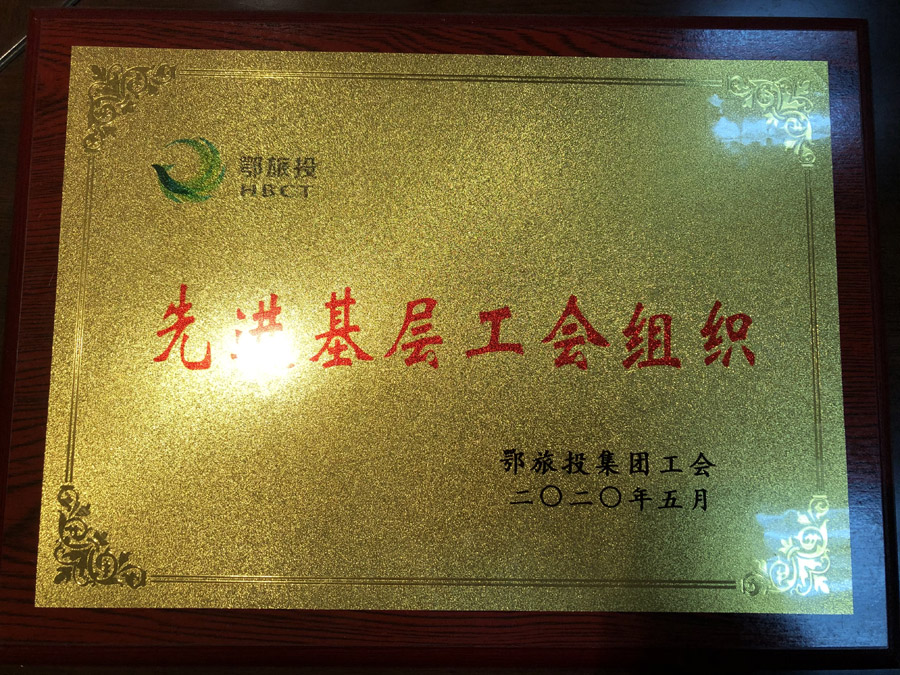 鄂旅投
HBCT
先进基层工会组织
鄂旅投集团工会
二〇二〇年五月